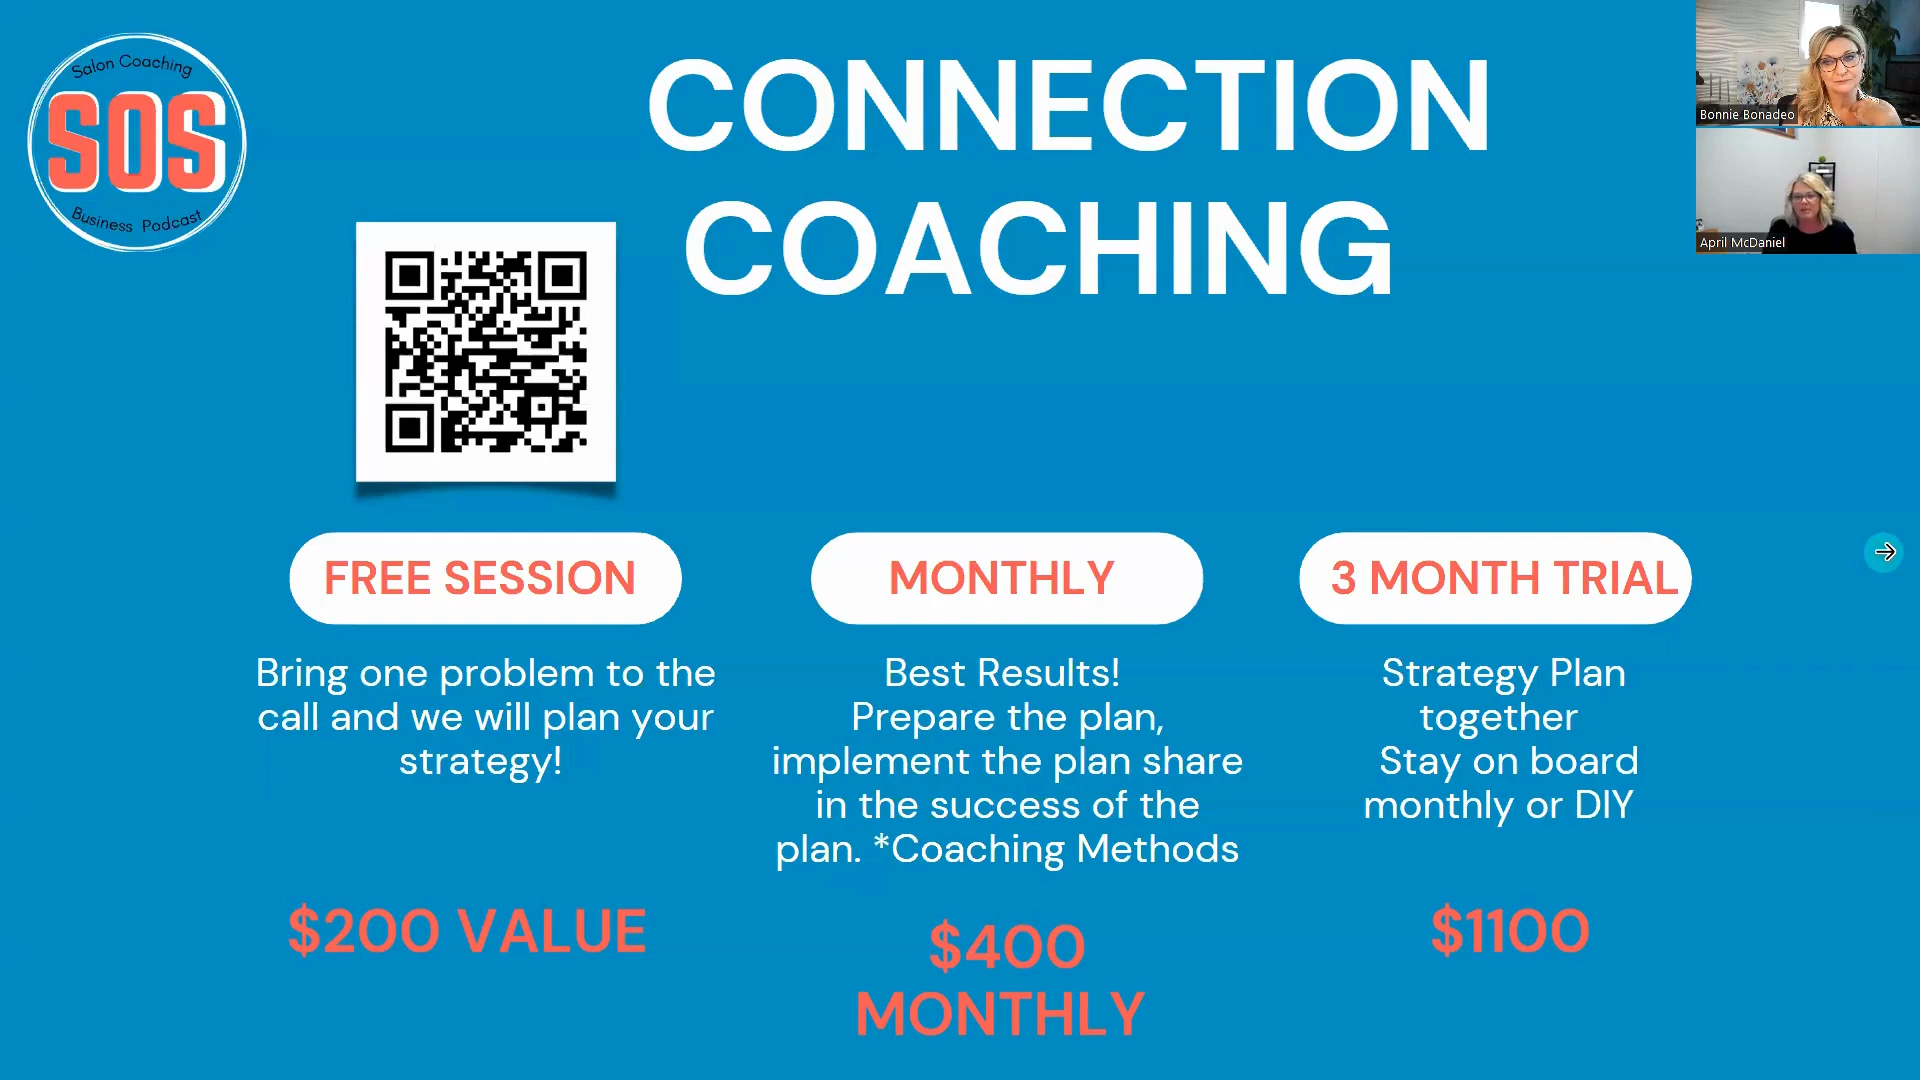 Salon Coaching
SOS
Business Podcast
CONNECTION
COACHING
Bonnie Bonadeo
April McDaniel
FREE SESSION
Bring one problem to the
call and we will plan your
strategy!
$200 VALUE
MONTHLY
Best Results!
Prepare the plan,
implement the plan share
in the success of the
plan. *Coaching Methods
$400
MONTHLY
3 MONTH TRIAL
Strategy Plan
together
Stay on board
monthly or DIY
$1100